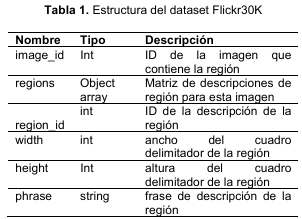 Tabla 1. Estructura del dataset Flickr30K
Nombre Tipo Descripción
image_id Int ID de la imagen que
contiene la región
regions Object Matriz de descripciones de
array región para esta imagen
int ID de la descripción de la
region_id región
width int ancho del cuadro
delimitador de la región
height Int altura del cuadro
delimitador de la región
phrase string frase de descripción de la
región